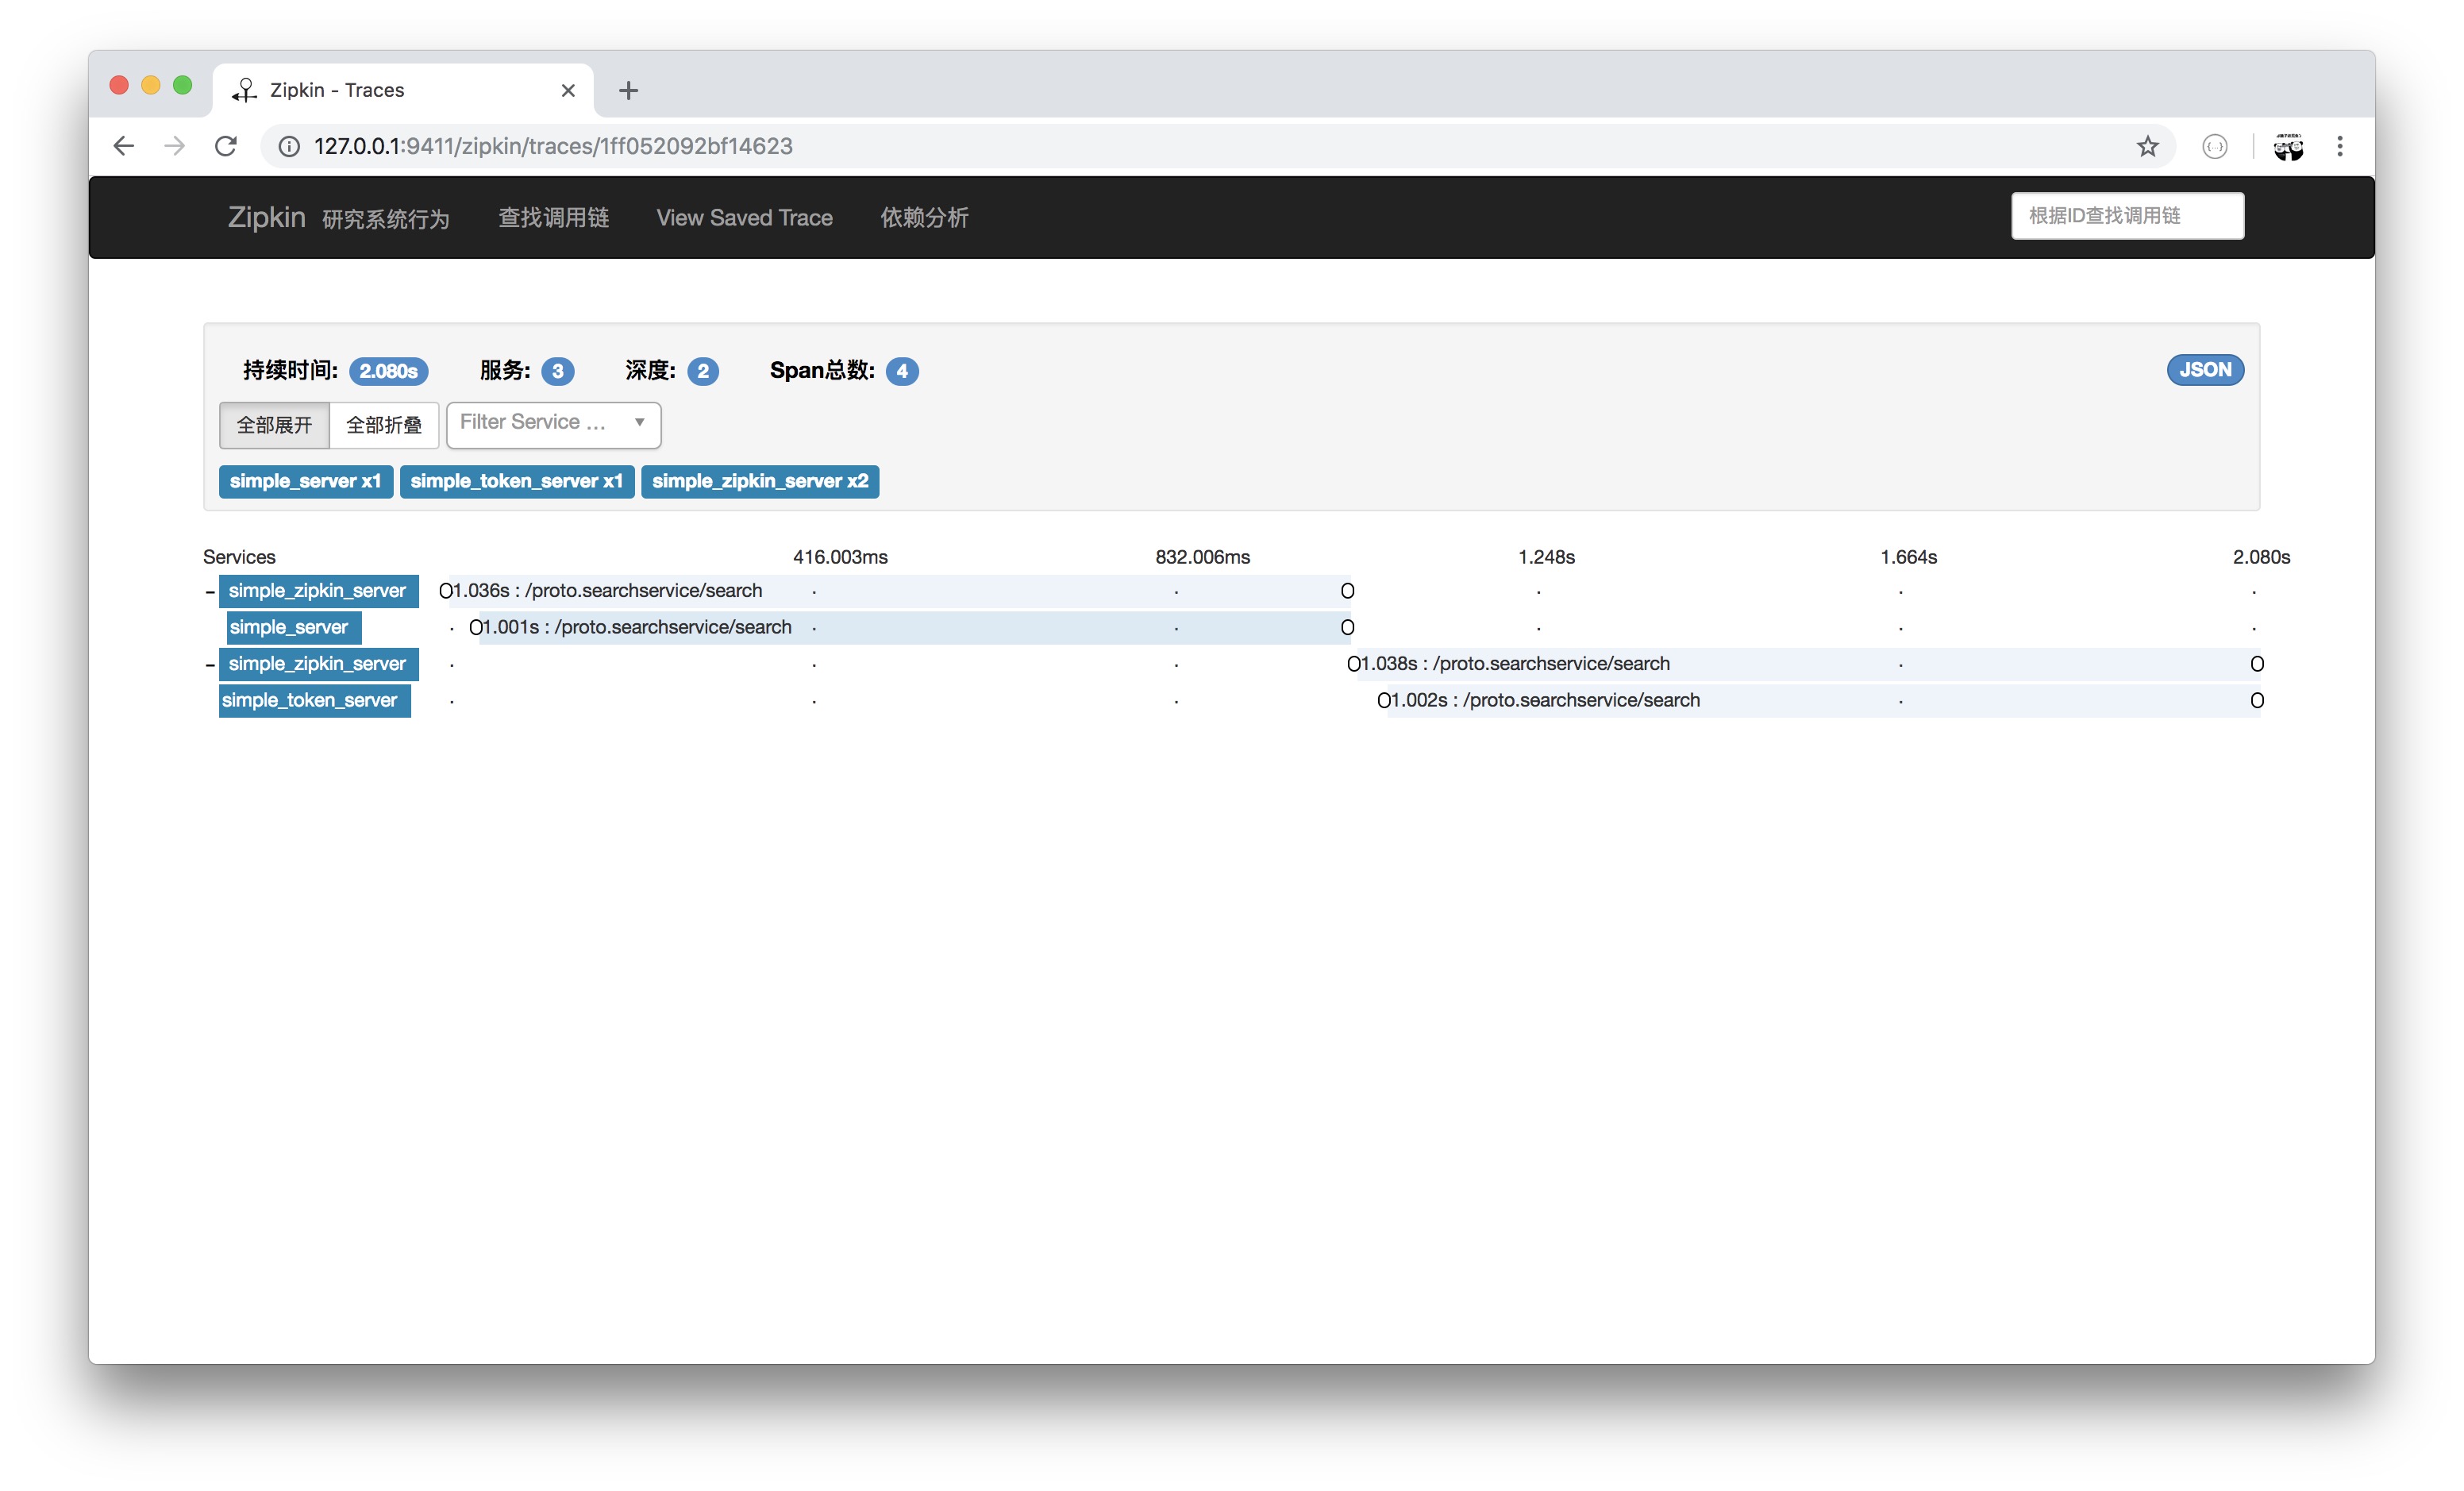 Zipkin - Traces
127.0.0.1:9411/zipkin/traces/1ff052092bf14623
Zipkin 研究系统行为 查找调用链 View Saved Trace 依赖分析 根据ID查找调用链
持续时间: 2.080s 服务: 3 深度: 2 Span总数: 4 JSON
全部展开 全部折叠 Filter Service ...
simple_server x1 simple_token_server x1 simple_zipkin_server x2
Services 416.003ms 832.006ms 1.248s 1.664s 2.080s
simple_zipkin_server 1.036s : /proto.searchservice/search
simple_server 1.001s : /proto.searchservice/search
simple_zipkin_server 1.038s : /proto.searchservice/search
simple_token_server 1.002s : /proto.searchservice/search